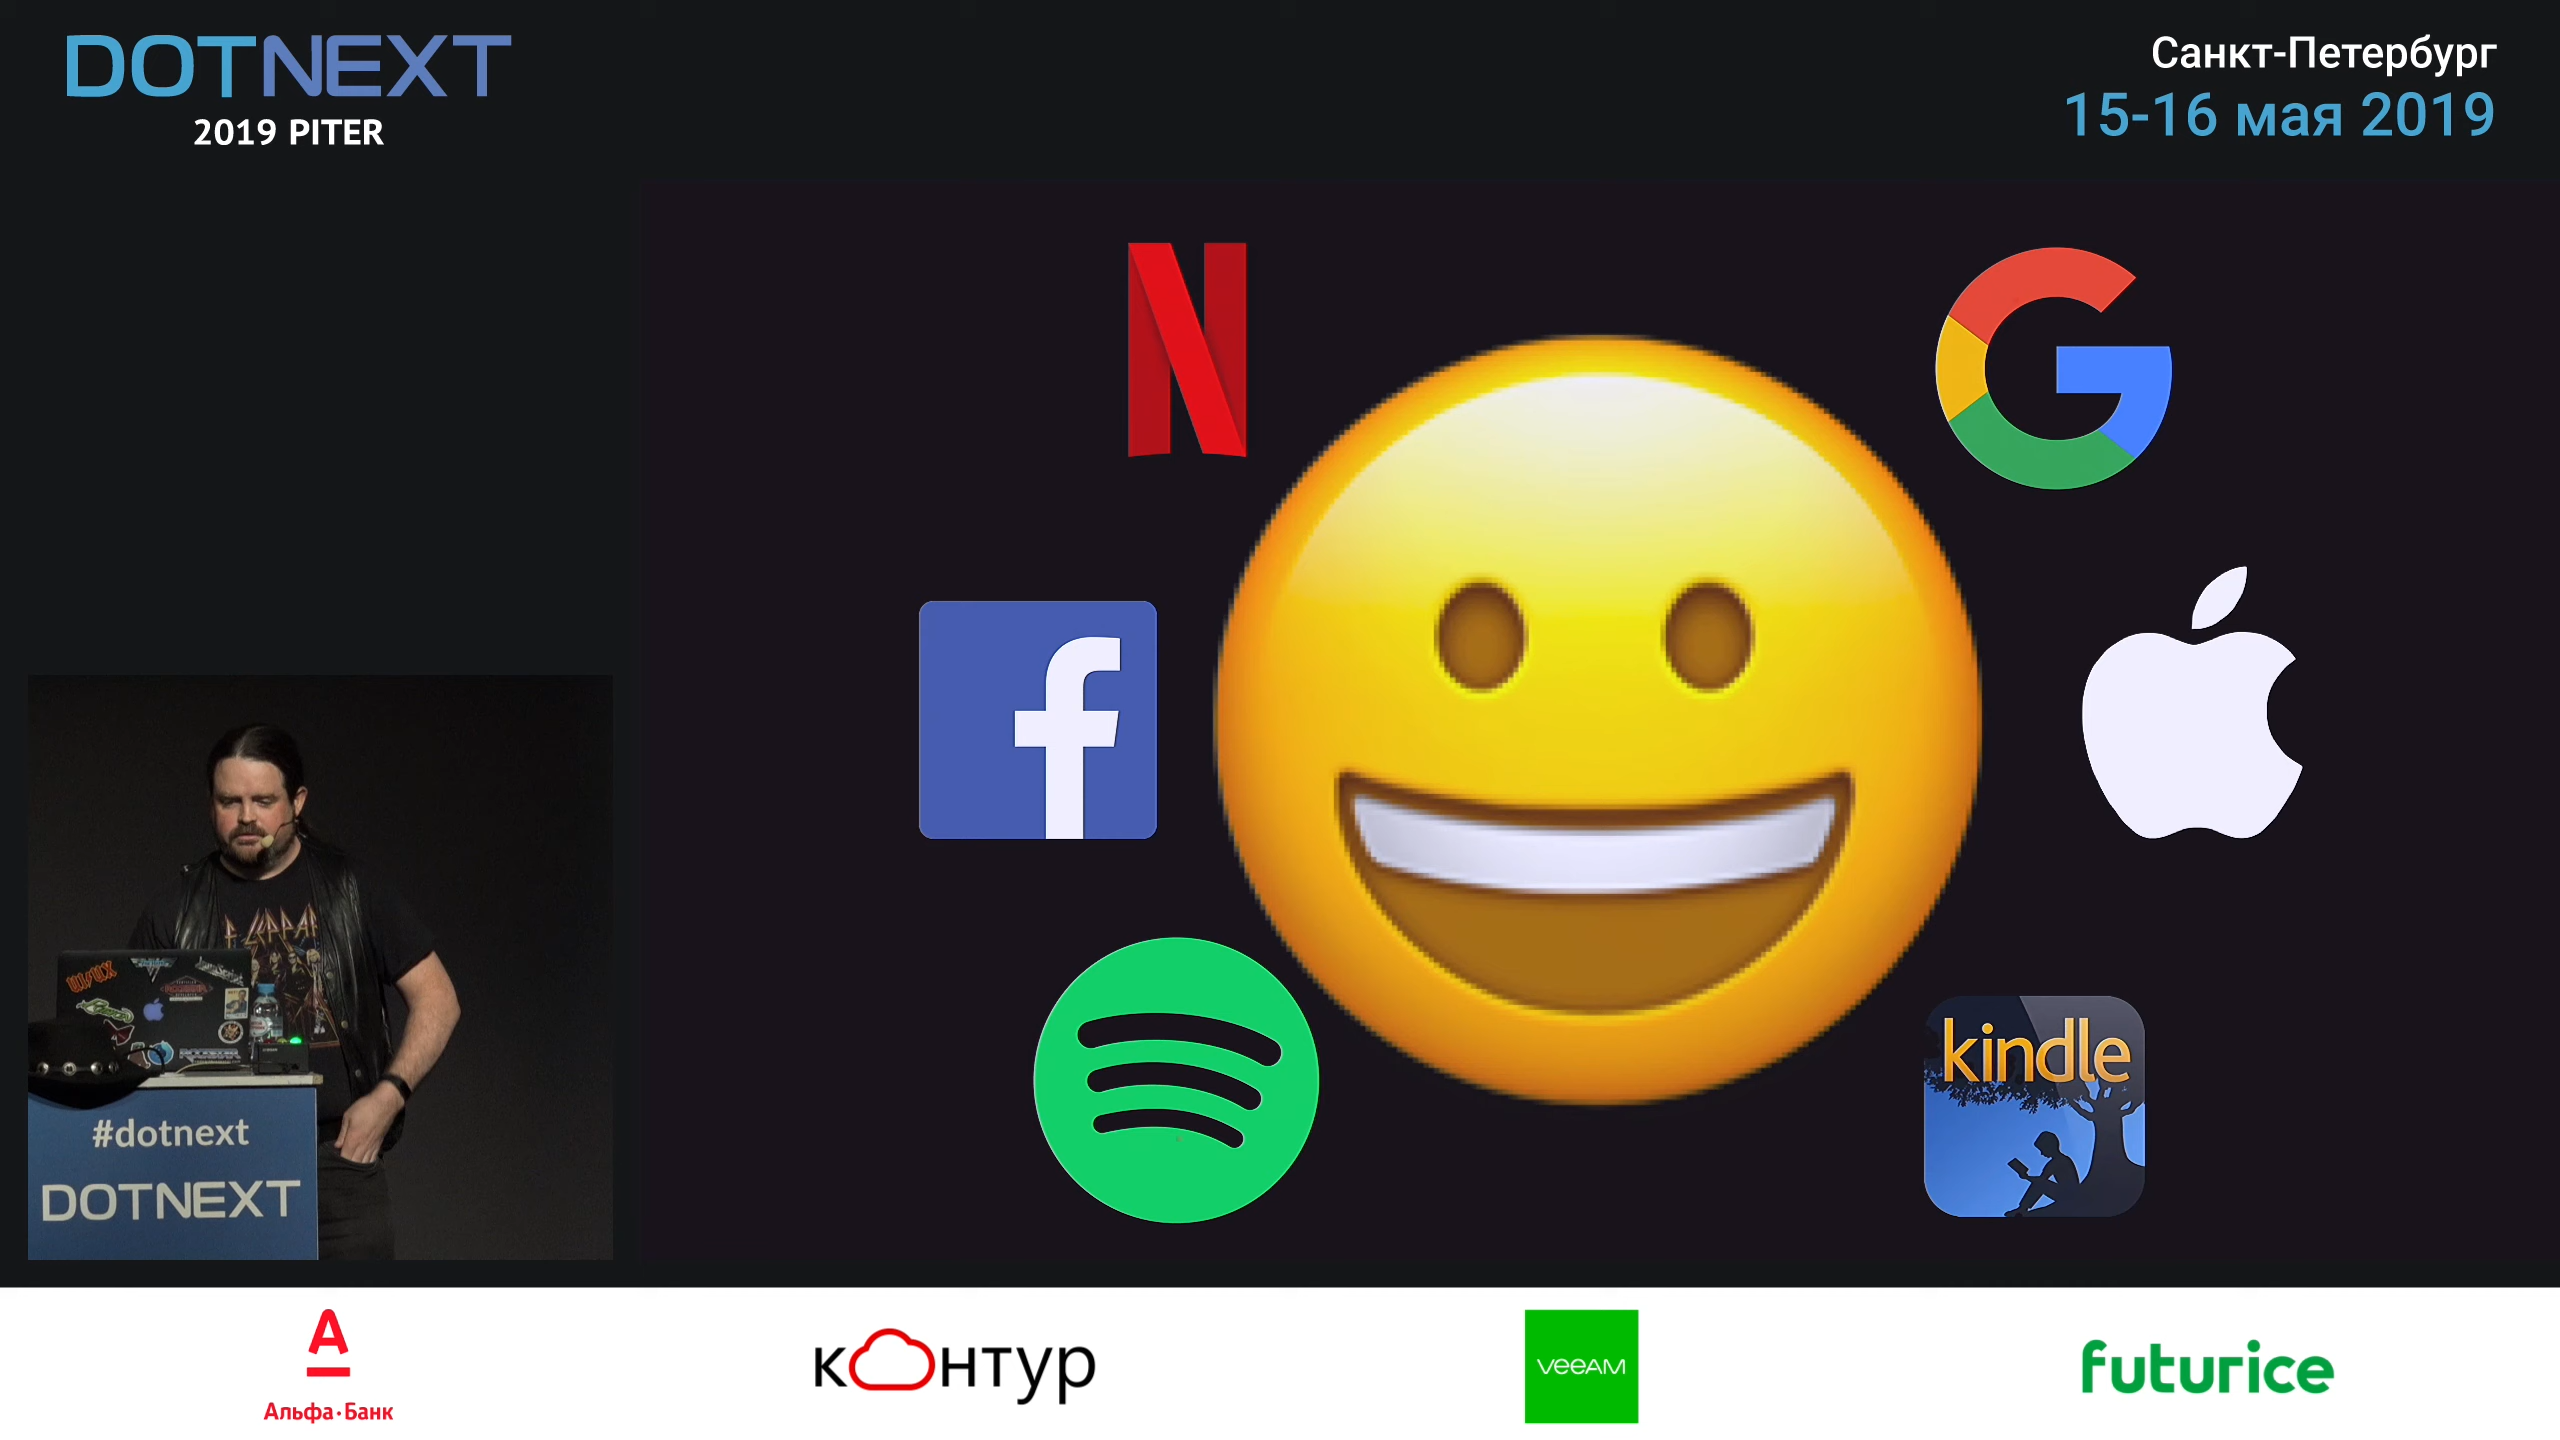 DOTNEXT
2019 PITER
Санкт-Петербург
15-16 мая 2019
kindle
#dotnext
DOTNEXT
Альфа·Банк
контур
VEEAM
futurice